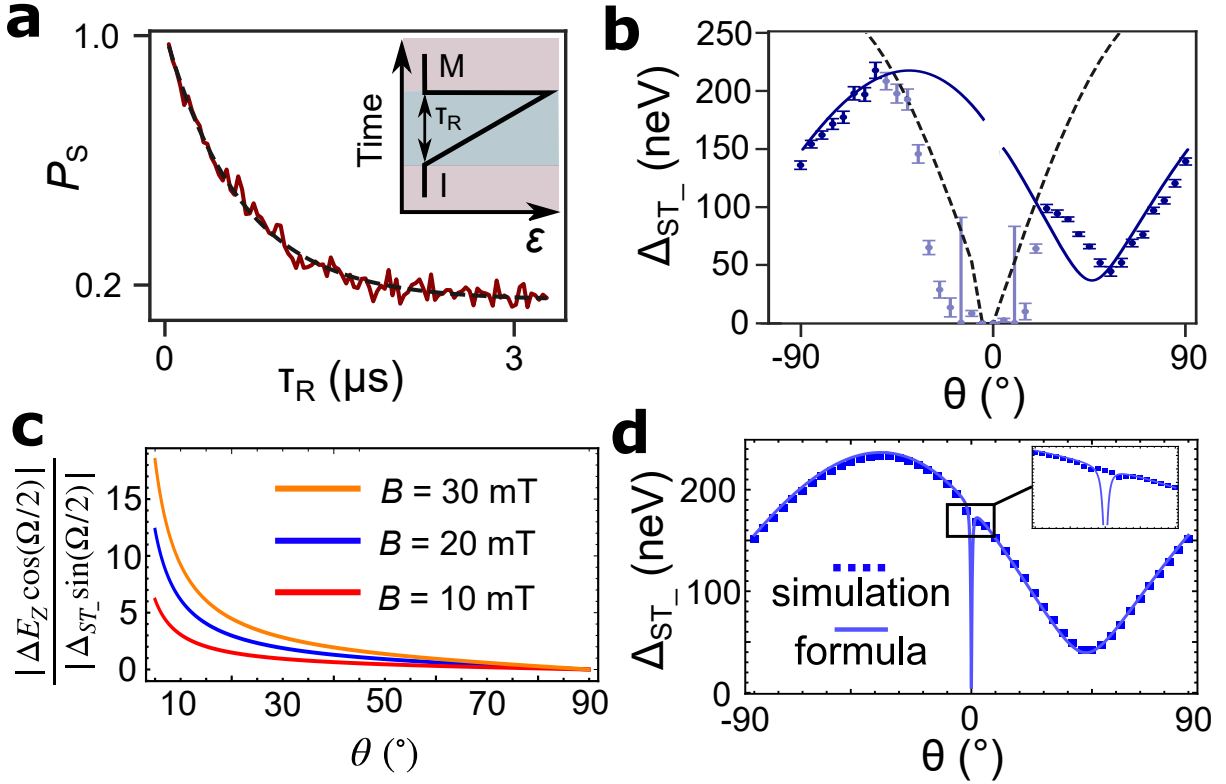 a
1.0
0.2
P_S
0
3
τ_R (μs)
Time
M
τ_R
I
ε
b
250
200
150
100
50
0
Δ_ST_ (neV)
-90
0
90
θ (°)
c
|ΔE_Z cos(Ω/2)|
|Δ_ST_ sin(Ω/2)|
15
10
5
0
B = 30 mT
B = 20 mT
B = 10 mT
10
30
50
70
90
θ (°)
d
200
100
0
Δ_ST_ (neV)
simulation
formula
-90
0
90
θ (°)